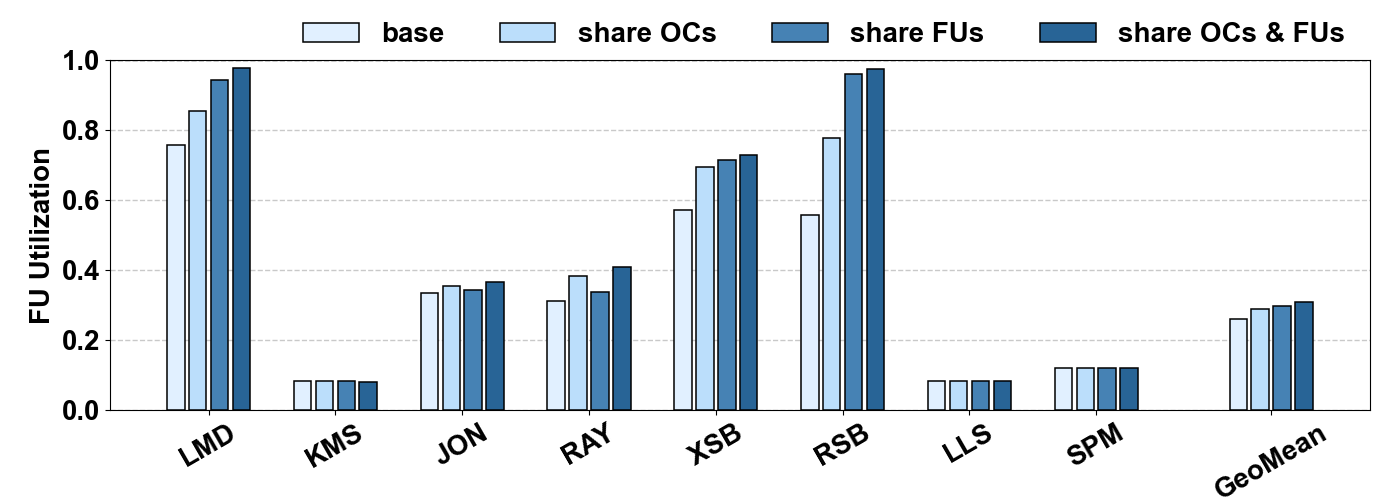 base share OCs share FUs share OCs & FUs
FU Utilization
1.0
0.8
0.6
0.4
0.2
0.0
LMD KMS JON RAY XSB RSB LLS SPM GeoMean